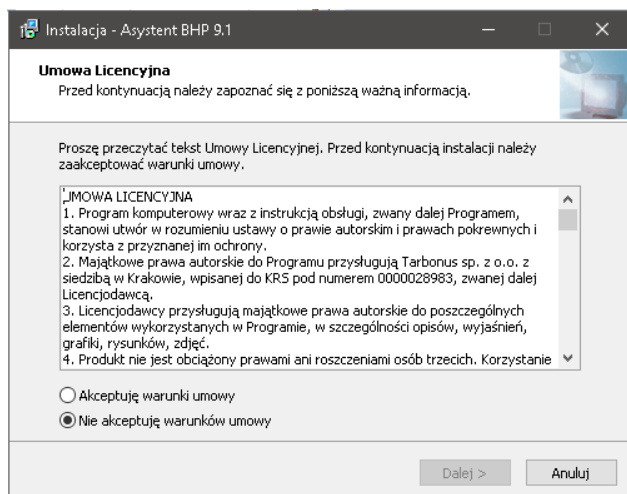 Instalacja - Asystent BHP 9.1
Umowa Licencyjna
Przed kontynuacją należy zapoznać się z poniższą ważną informacją.
Proszę przeczytać tekst Umowy Licencyjnej. Przed kontynuacją instalacji należy
zaakceptować warunki umowy.
UMOWA LICENCYJNA
1. Program komputerowy wraz z instrukcją obsługi, zwany dalej Programem,
stanowi utwór w rozumieniu ustawy o prawie autorskim i prawach pokrewnych i
korzysta z przyznanej im ochrony.
2. Majątkowe prawa autorskie do Programu przysługują Tarbonus sp. z o.o. z
siedzibą w Krakowie, wpisanej do KRS pod numerem 0000028983, zwanej dalej
Licencjodawcą.
3. Licencjodawcy przysługują majątkowe prawa autorskie do poszczególnych
elementów wykorzystanych w Programie, w szczególności opisów, wyjaśnień,
grafiki, rysunków, zdjęć.
4. Produkt nie jest obciążony prawami ani roszczeniami osób trzecich. Korzystanie
Akceptuję warunki umowy
Nie akceptuję warunków umowy
Dalej >
Anuluj